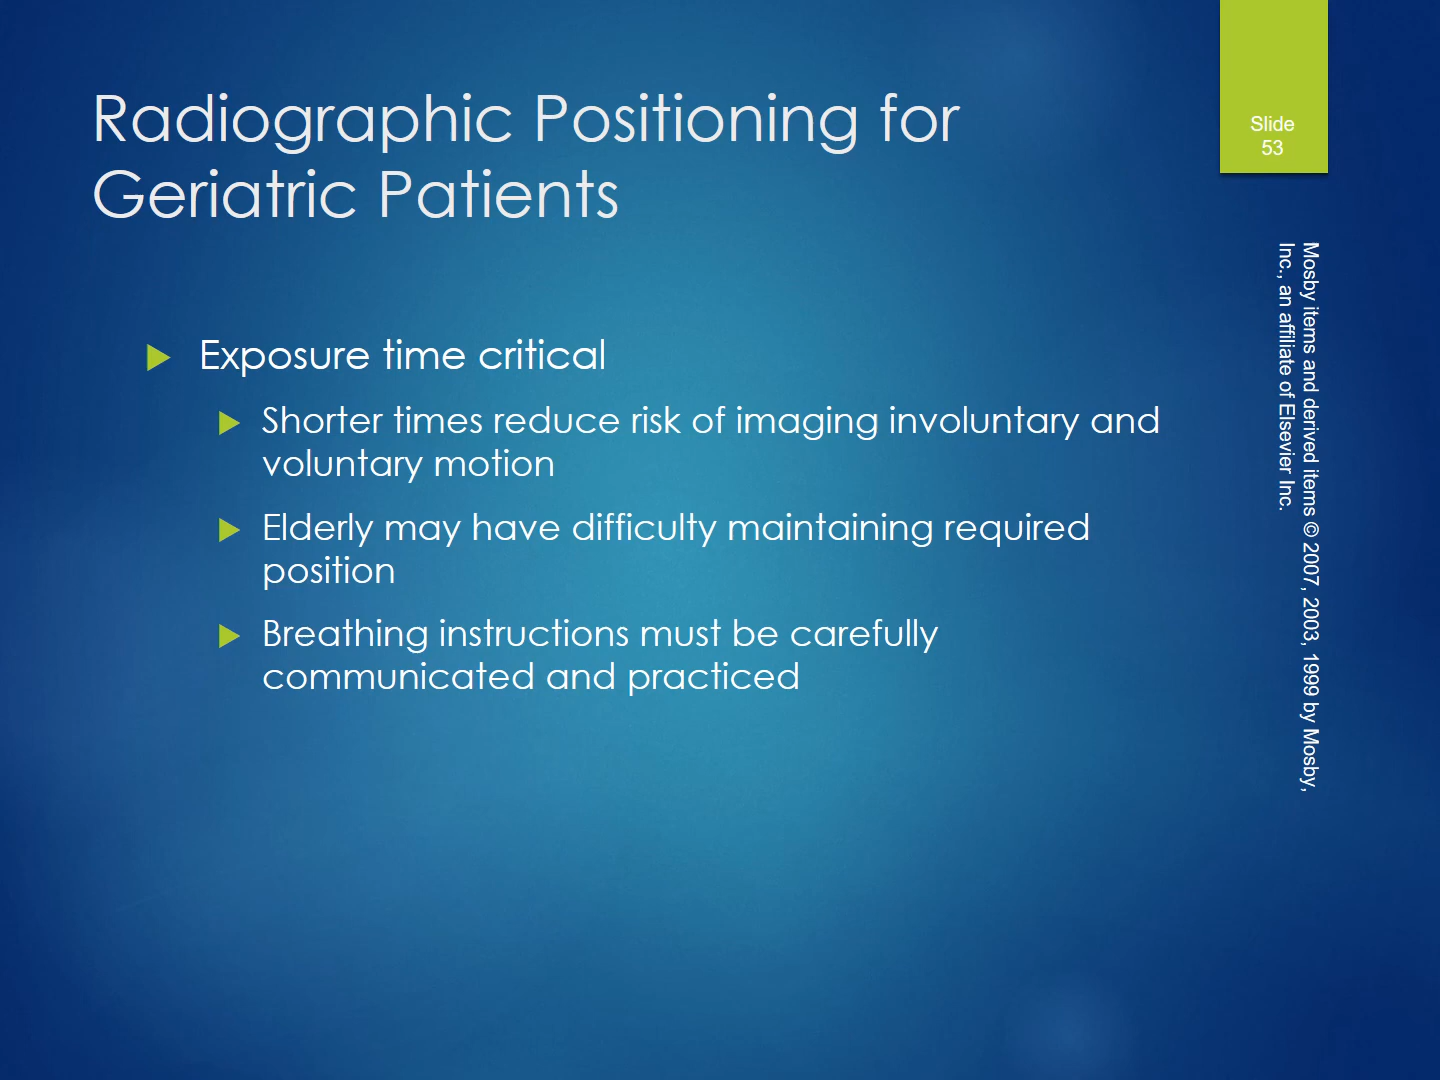 Radiographic Positioning for
Geriatric Patients
Slide
53
Exposure time critical
Shorter times reduce risk of imaging involuntary and
voluntary motion
Elderly may have difficulty maintaining required
position
Breathing instructions must be carefully
communicated and practiced
Mosby items and derived items © 2007, 2003, 1999 by Mosby,
Inc., an affiliate of Elsevier Inc.